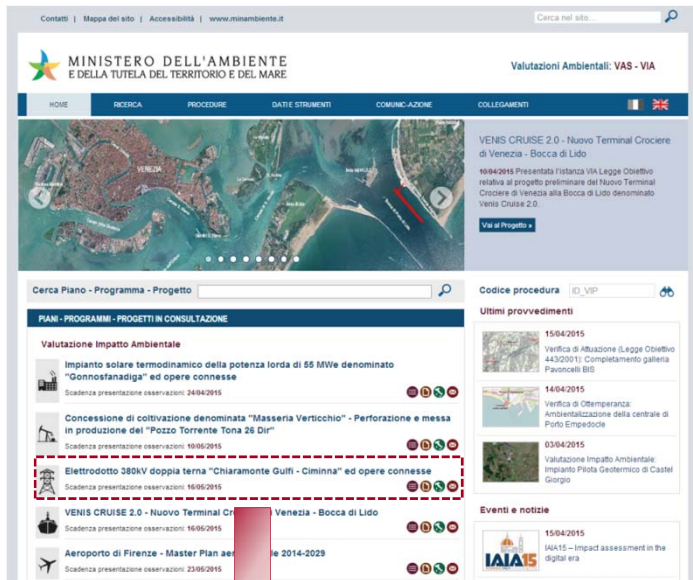 Contatti | Mappa del sito | Accessibilità | www.minambiente.it
Cerca nel sito...
MINISTERO DELL'AMBIENTE
E DELLA TUTELA DEL TERRITORIO E DEL MARE
Valutazioni Ambientali: VAS - VIA
HOME RICERCA PROCEDURE DATI E STRUMENTI COMUNIC-AZIONE COLLEGAMENTI
VENEZIA
VENIS CRUISE 2.0 - Nuovo Terminal Crociere
di Venezia - Bocca di Lido
10/04/2015 Presentata l'istanza VIA Legge Obiettivo
relativa al progetto preliminare del Nuovo Terminal
Crociere di Venezia alla Bocca di Lido denominato
Venis Cruise 2.0.
Vai al Progetto »
Cerca Piano - Programma - Progetto
Codice procedura ID_VIP
PIANI - PROGRAMMI - PROGETTI IN CONSULTAZIONE
Valutazione Impatto Ambientale
Impianto solare termodinamico della potenza lorda di 55 MWe denominato
"Gonnosfanadiga" ed opere connesse
Scadenza presentazione osservazioni: 24/04/2015
Concessione di coltivazione denominata "Masseria Verticchio" - Perforazione e messa
in produzione del "Pozzo Torrente Tona 26 Dir"
Scadenza presentazione osservazioni: 10/05/2015
Elettrodotto 380kV doppia terna "Chiaramonte Gulfi - Ciminna" ed opere connesse
Scadenza presentazione osservazioni: 16/05/2015
VENIS CRUISE 2.0 - Nuovo Terminal Venezia - Bocca di Lido
Scadenza presentazione osservazioni: 16/05/2015
Aeroporto di Firenze - Master Plan 2014-2029
Scadenza presentazione osservazioni: 23/05/2015
Ultimi provvedimenti
15/04/2015
Verifica di Attuazione (Legge Obiettivo
443/2001): Completamento galleria
Pavoncelli BIS
14/04/2015
Verifica di Ottemperanza:
Ambientalizzazione della centrale di
Porto Empedocle
03/04/2015
Valutazione Impatto Ambientale:
Impianto Pilota Geotermico di Castel
Giorgio
Eventi e notizie
IAIA15
15/04/2015
IAIA15 – Impact assessment in the
digital era